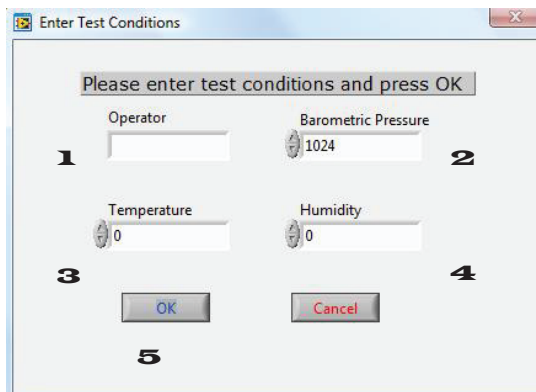 Enter Test Conditions
Please enter test conditions and press OK
Operator Barometric Pressure
1 1024 2
Temperature Humidity
0 0
3 4
OK Cancel
5